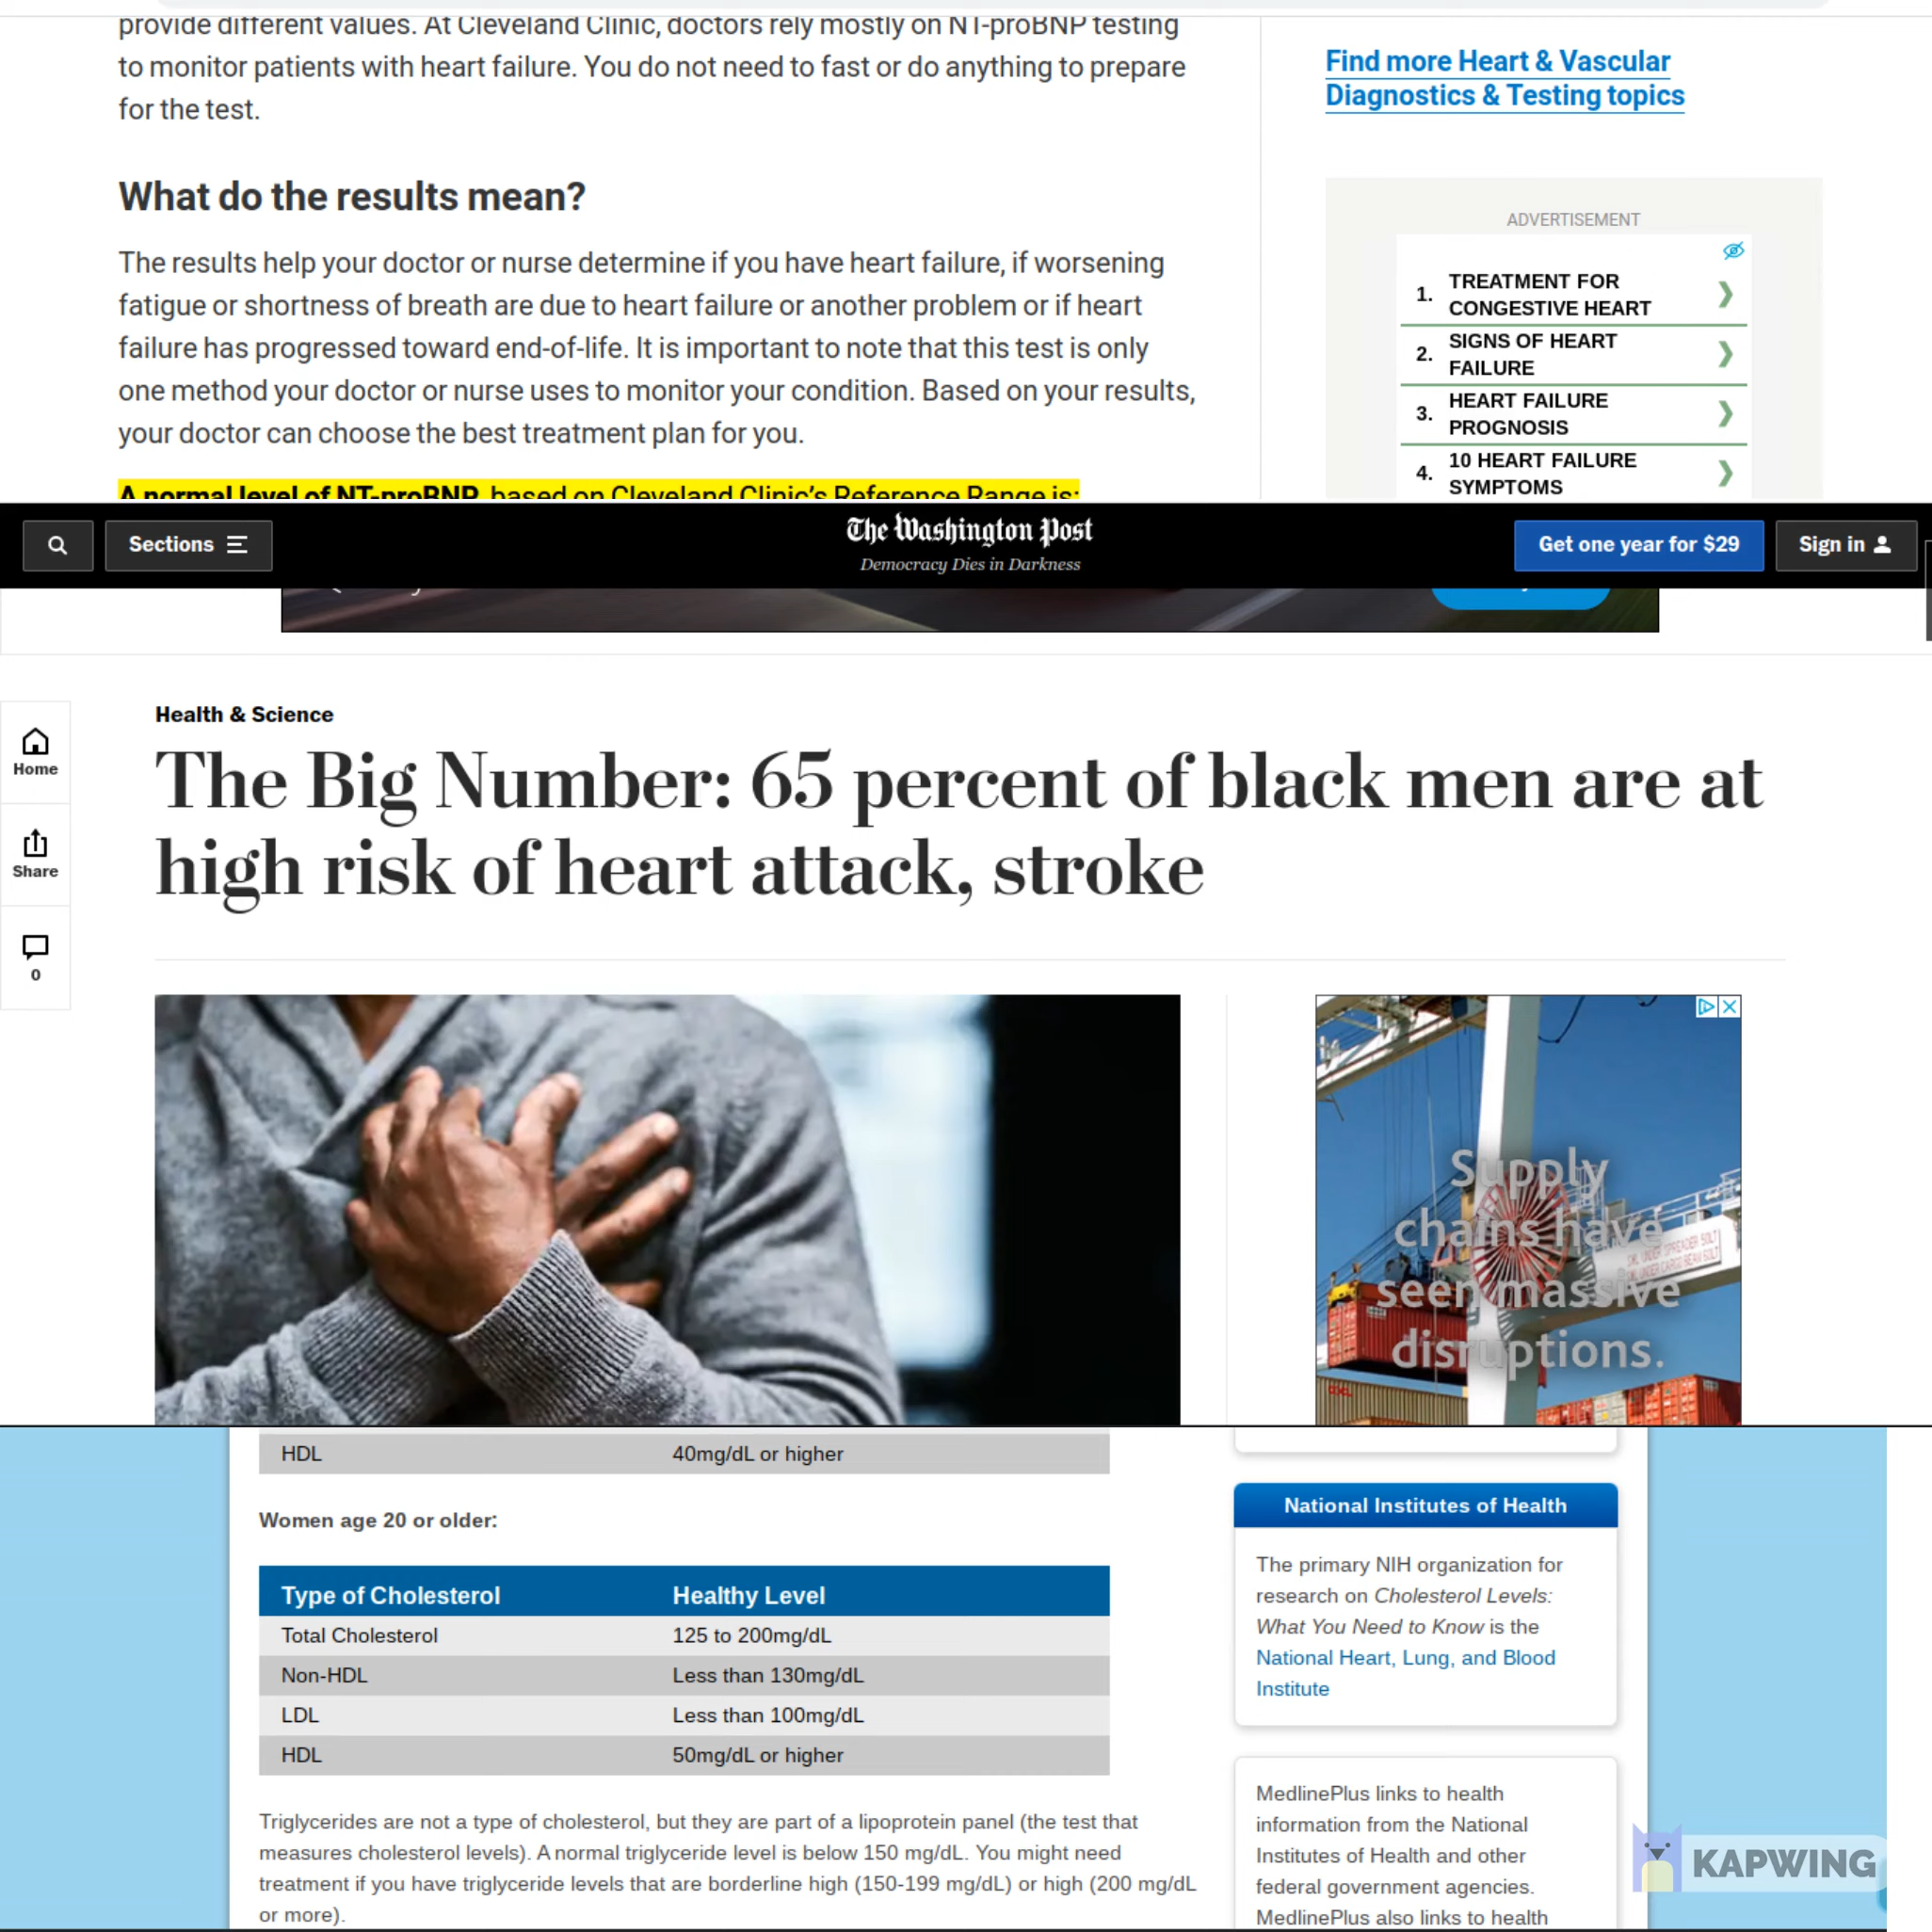 provide different values. At Cleveland Clinic, doctors rely mostly on NT-proBNP testing
to monitor patients with heart failure. You do not need to fast or do anything to prepare
for the test.
What do the results mean?
The results help your doctor or nurse determine if you have heart failure, if worsening
fatigue or shortness of breath are due to heart failure or another problem or if heart
failure has progressed toward end-of-life. It is important to note that this test is only
one method your doctor or nurse uses to monitor your condition. Based on your results,
your doctor can choose the best treatment plan for you.
A normal level of NT-proBNP, based on Cleveland Clinic's Reference Range is:
Find more Heart & Vascular
Diagnostics & Testing topics
ADVERTISEMENT
1. TREATMENT FOR
CONGESTIVE HEART
2. SIGNS OF HEART
FAILURE
3. HEART FAILURE
PROGNOSIS
4. 10 HEART FAILURE
SYMPTOMS
Sections
The Washington Post
Democracy Dies in Darkness
Get one year for $29
Sign in
Home
Share
0
Health & Science
The Big Number: 65 percent of black men are at
high risk of heart attack, stroke
Supply
chains have
seen massive
disruptions.
HDL 40mg/dL or higher
Women age 20 or older:
Type of Cholesterol Healthy Level
Total Cholesterol 125 to 200mg/dL
Non-HDL Less than 130mg/dL
LDL Less than 100mg/dL
HDL 50mg/dL or higher
Triglycerides are not a type of cholesterol, but they are part of a lipoprotein panel (the test that
measures cholesterol levels). A normal triglyceride level is below 150 mg/dL. You might need
treatment if you have triglyceride levels that are borderline high (150-199 mg/dL) or high (200 mg/dL
or more).
National Institutes of Health
The primary NIH organization for
research on Cholesterol Levels:
What You Need to Know is the
National Heart, Lung, and Blood
Institute
MedlinePlus links to health
information from the National
Institutes of Health and other
federal government agencies.
MedlinePlus also links to health
KAPWING